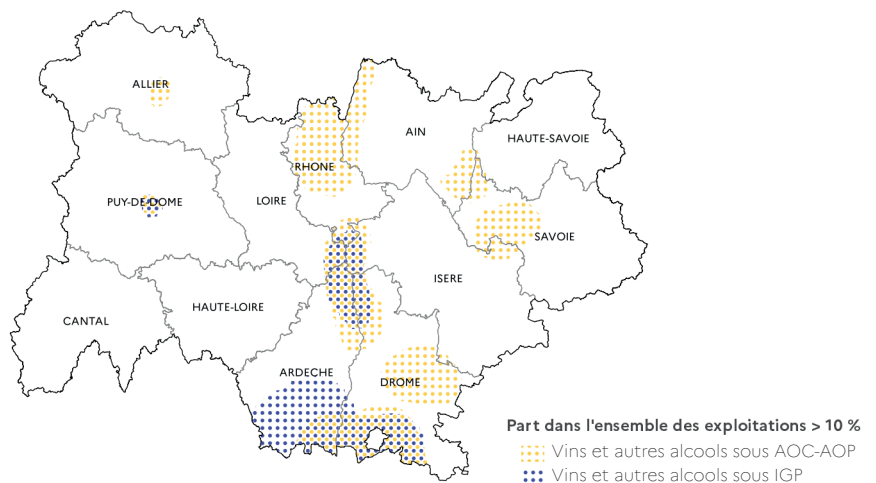 ALLIER
AIN
HAUTE-SAVOIE
RHONE
PUY-DE-DOME
LOIRE
SAVOIE
ISERE
HAUTE-LOIRE
CANTAL
ARDECHE
DROME
Part dans l'ensemble des exploitations > 10 %
Vins et autres alcools sous AOC-AOP
Vins et autres alcools sous IGP